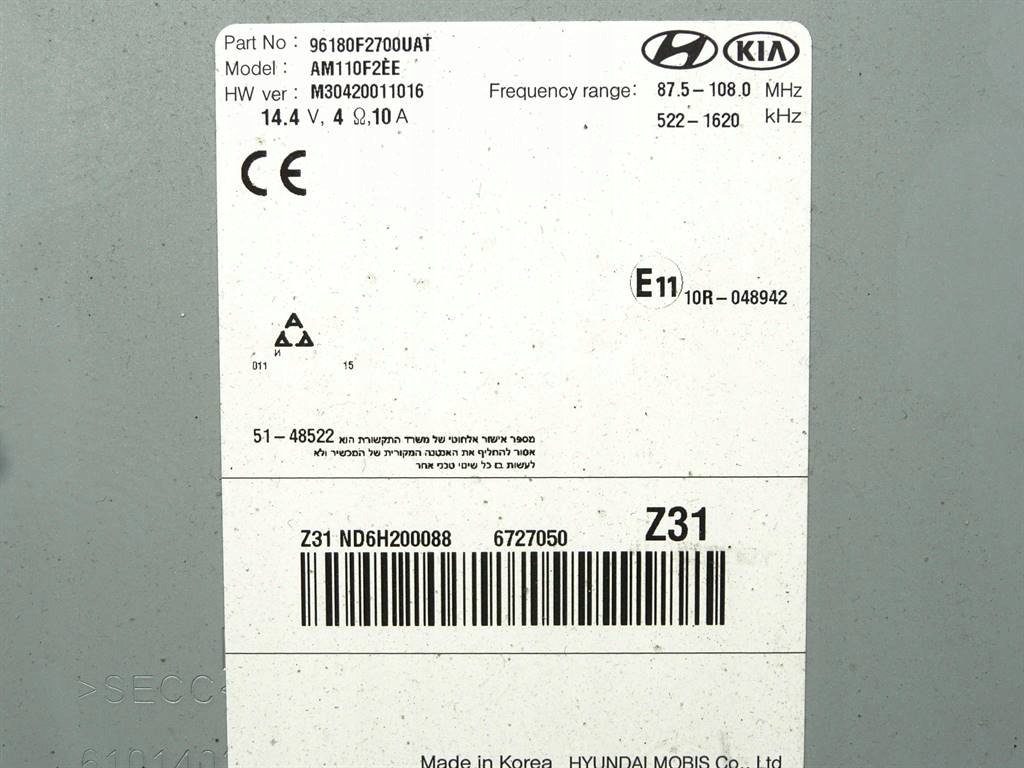 Part No : 96180F2700UAT
Model : AM110F2ÈE
HW ver : M30420011016
14.4 V, 4 Ω,10 A
KIA
Frequency range: 87.5-108.0 MHz
522-1620 kHz
CE
E11 10R-048942
И
011 15
51-48522 מספר אישור אלחוטי של משרד התקשורת הוא
אסור להחליף את האנטנה המקורית של המכשיר ולא
לעשות בו כל שינוי טכני אחר
Z31 ND6H200088 6727050 Z31
>SECC<
Made in Korea HYUNDAI MOBIS Co., Ltd